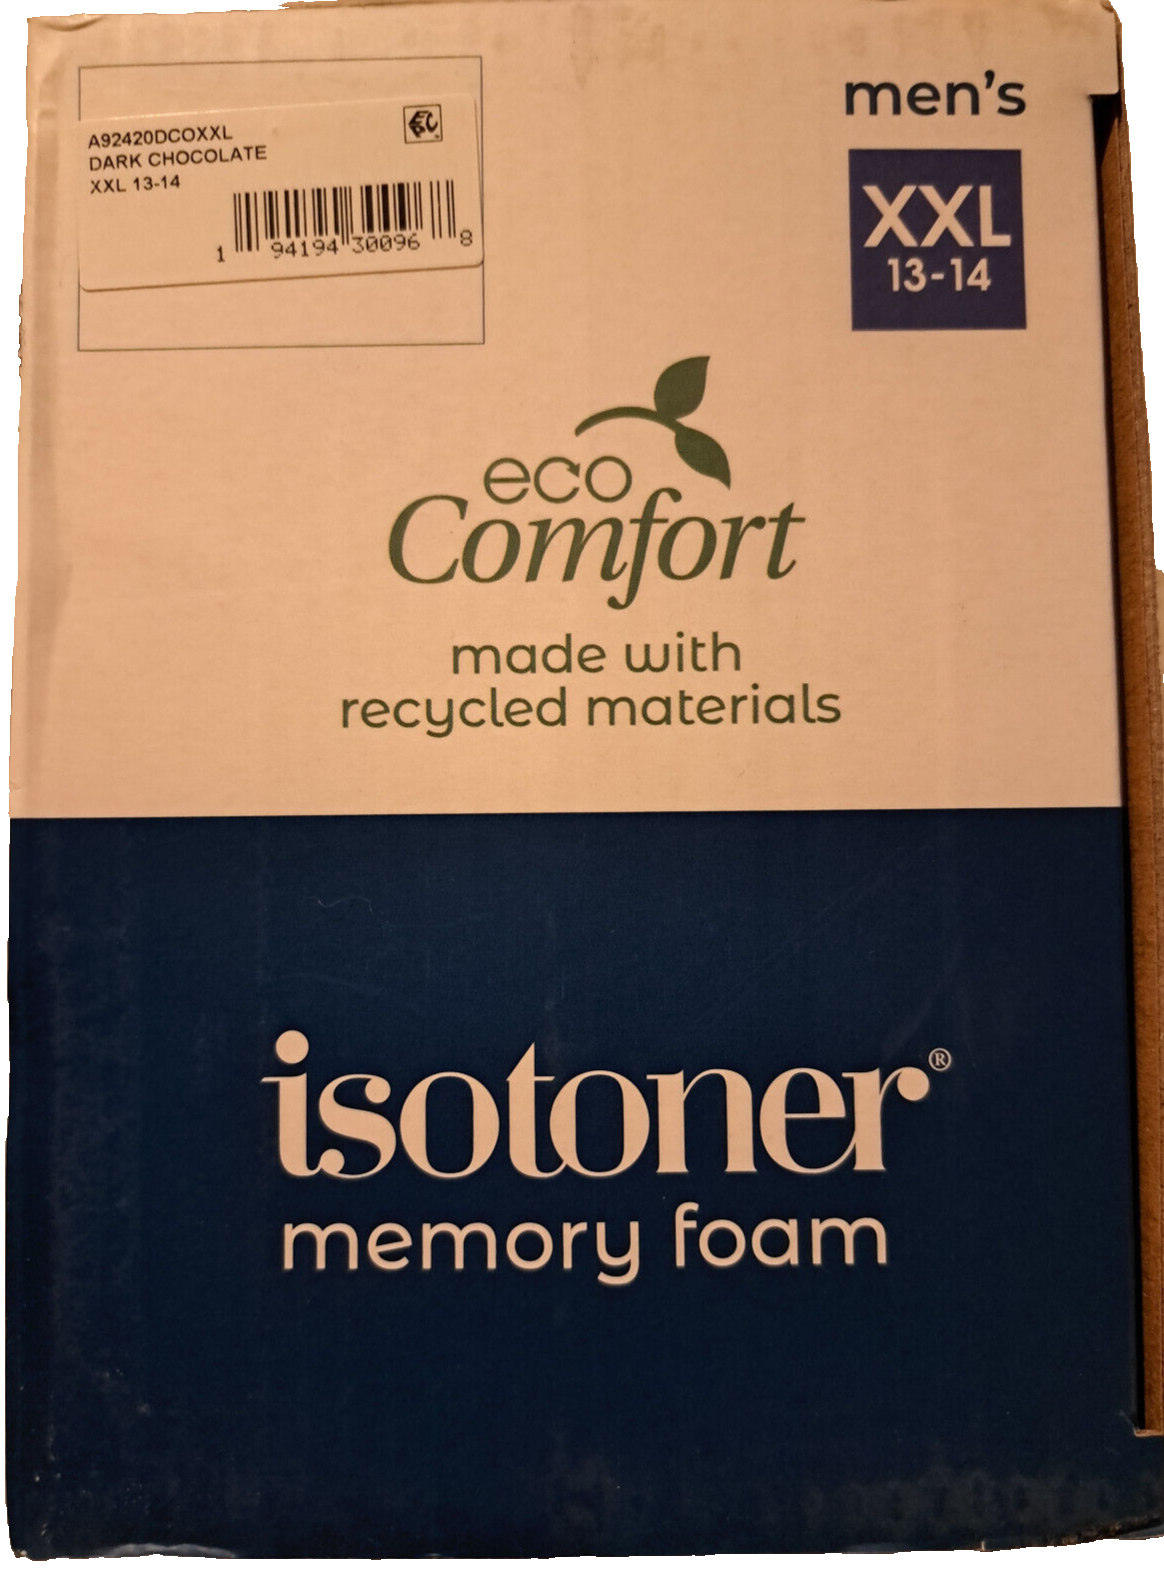 A92420DCOXXL
DARK CHOCOLATE
XXL 13-14
1 94194 30096 8
men's
XXL
13-14
eco
Comfort
made with
recycled materials
isotoner®
memory foam